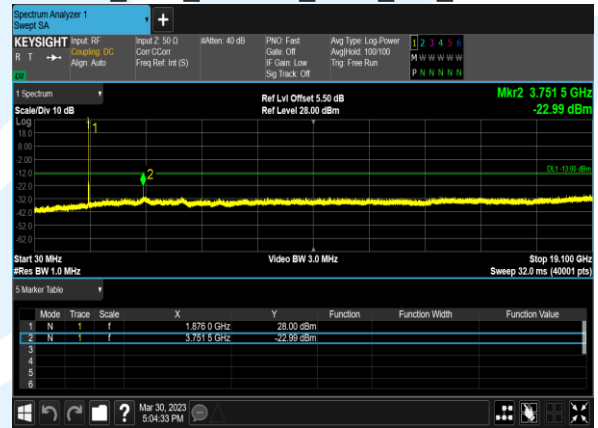 Spectrum Analyzer 1
Swept SA
+
KEYSIGHT Input: RF Input Z: 50 Ω #Atten: 40 dB PNO: Fast Avg Type: Log-Power 1 2 3 4 5 6
R T Coupling: DC Corr CCorr Gate: Off Avg|Hold: 100/100 M W W W W W
Align: Auto Freq Ref: Int (S) IF Gain: Low Trig: Free Run
LW Sig Track: Off P N N N N N
1 Spectrum Ref Lvl Offset 5.50 dB Mkr2 3.751 5 GHz
Scale/Div 10 dB Ref Level 28.00 dBm -22.99 dBm
Log
1
18.0
8.00
-2.00
DL1 -13.00 dBm
-12.0
2
-22.0
-32.0
-42.0
-52.0
-62.0
Start 30 MHz Video BW 3.0 MHz Stop 19.100 GHz
#Res BW 1.0 MHz Sweep 32.0 ms (40001 pts)
5 Marker Table
Mode Trace Scale X Y Function Function Width Function Value
1 N 1 f 1.876 0 GHz 28.00 dBm
2 N 1 f 3.751 5 GHz -22.99 dBm
3
4
5
6
? Mar 30, 2023
5:04:33 PM